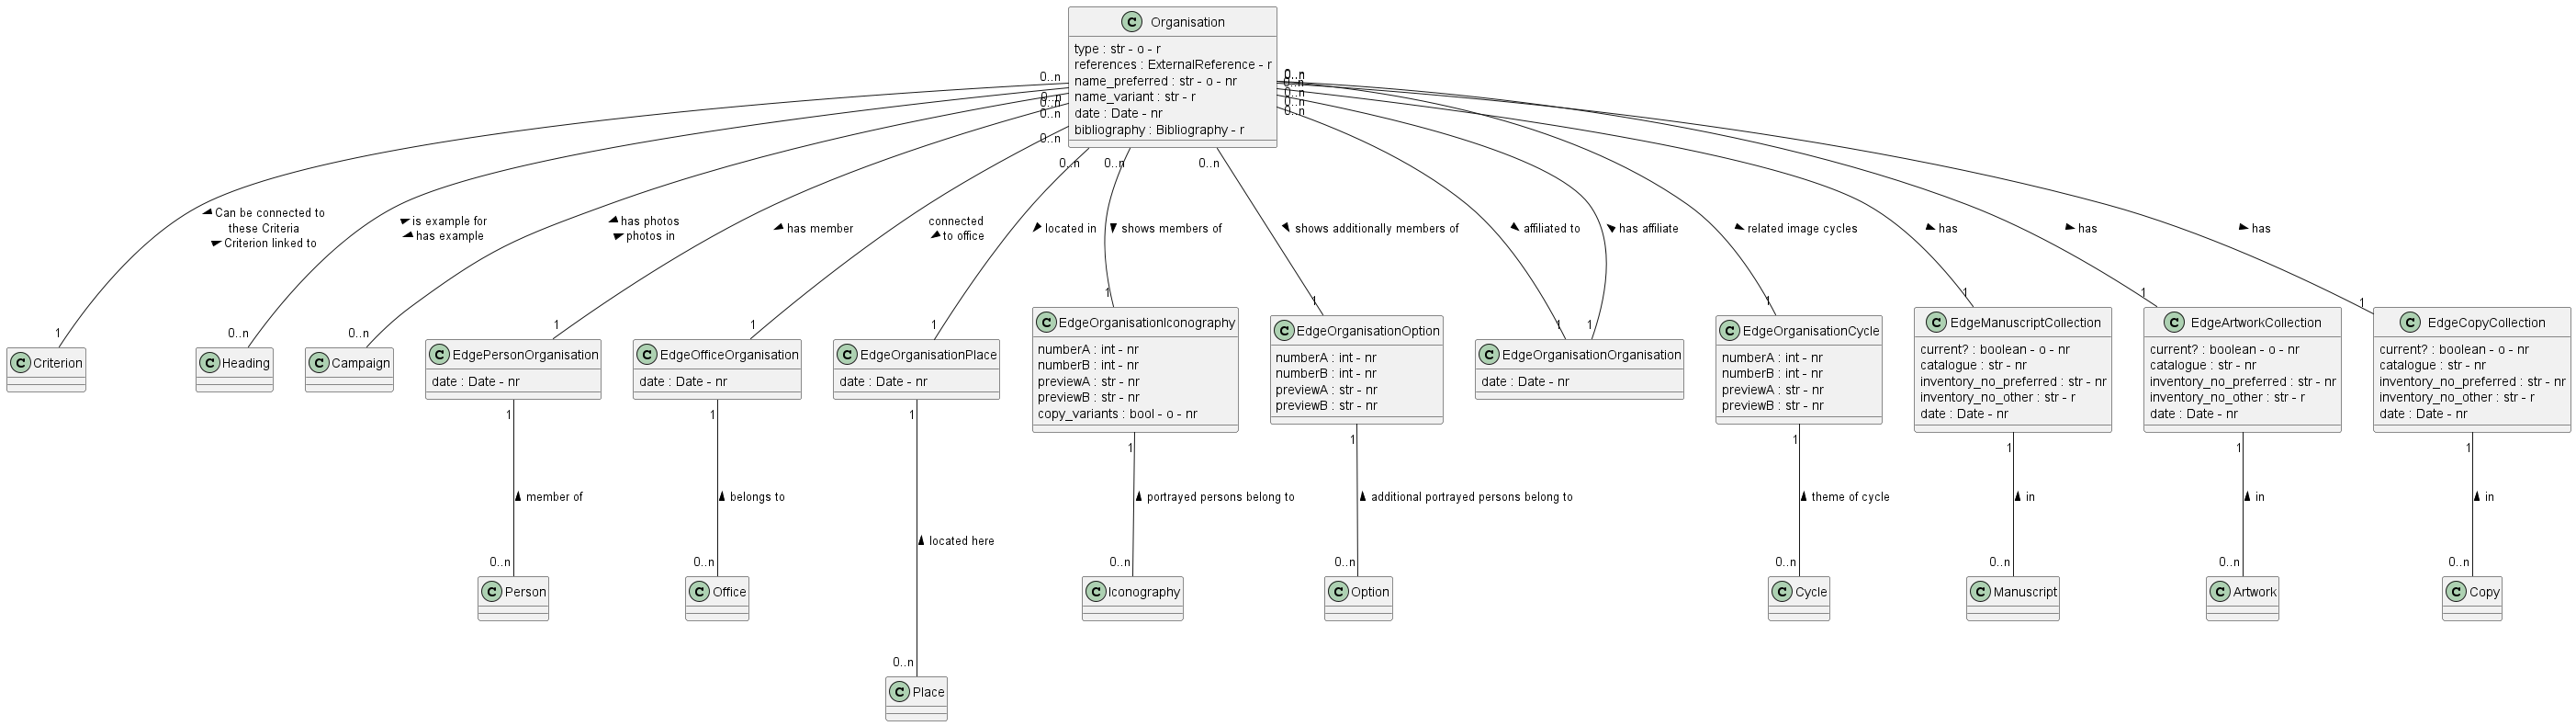 C Organisation
type : str - o - r
references : ExternalReference - r
name_preferred : str - o - nr
name_variant : str - r
date : Date - nr
bibliography : Bibliography - r
0..n
0..n
0..n
0..n
0..n
0..n
0..n
0..n
0..n
0..n
0..n
0..n
0..n
0..n
Can be connected to
these Criteria
Criterion linked to
is example for
has example
has photos
photos in
has member
connected
to office
located in
shows members of
shows additionally members of
affiliated to
has affiliate
related image cycles
has
has
has
1
0..n
0..n
1
1
1
1
1
1
1
1
1
1
1
C Criterion
C Heading
C Campaign
C EdgePersonOrganisation
date : Date - nr
C EdgeOfficeOrganisation
date : Date - nr
C EdgeOrganisationPlace
date : Date - nr
C EdgeOrganisationIconography
numberA : int - nr
numberB : int - nr
previewA : str - nr
previewB : str - nr
copy_variants : bool - o - nr
C EdgeOrganisationOption
numberA : int - nr
numberB : int - nr
previewA : str - nr
previewB : str - nr
C EdgeOrganisationOrganisation
date : Date - nr
C EdgeOrganisationCycle
numberA : int - nr
numberB : int - nr
previewA : str - nr
previewB : str - nr
C EdgeManuscriptCollection
current? : boolean - o - nr
catalogue : str - nr
inventory_no_preferred : str - nr
inventory_no_other : str - r
date : Date - nr
C EdgeArtworkCollection
current? : boolean - o - nr
catalogue : str - nr
inventory_no_preferred : str - nr
inventory_no_other : str - r
date : Date - nr
C EdgeCopyCollection
current? : boolean - o - nr
catalogue : str - nr
inventory_no_preferred : str - nr
inventory_no_other : str - r
date : Date - nr
1
1
1
1
1
1
1
1
1
member of
belongs to
located here
portrayed persons belong to
additional portrayed persons belong to
theme of cycle
in
in
in
0..n
0..n
0..n
0..n
0..n
0..n
0..n
0..n
C Person
C Office
C Iconography
C Option
C Cycle
C Manuscript
C Artwork
C Copy
0..n
C Place